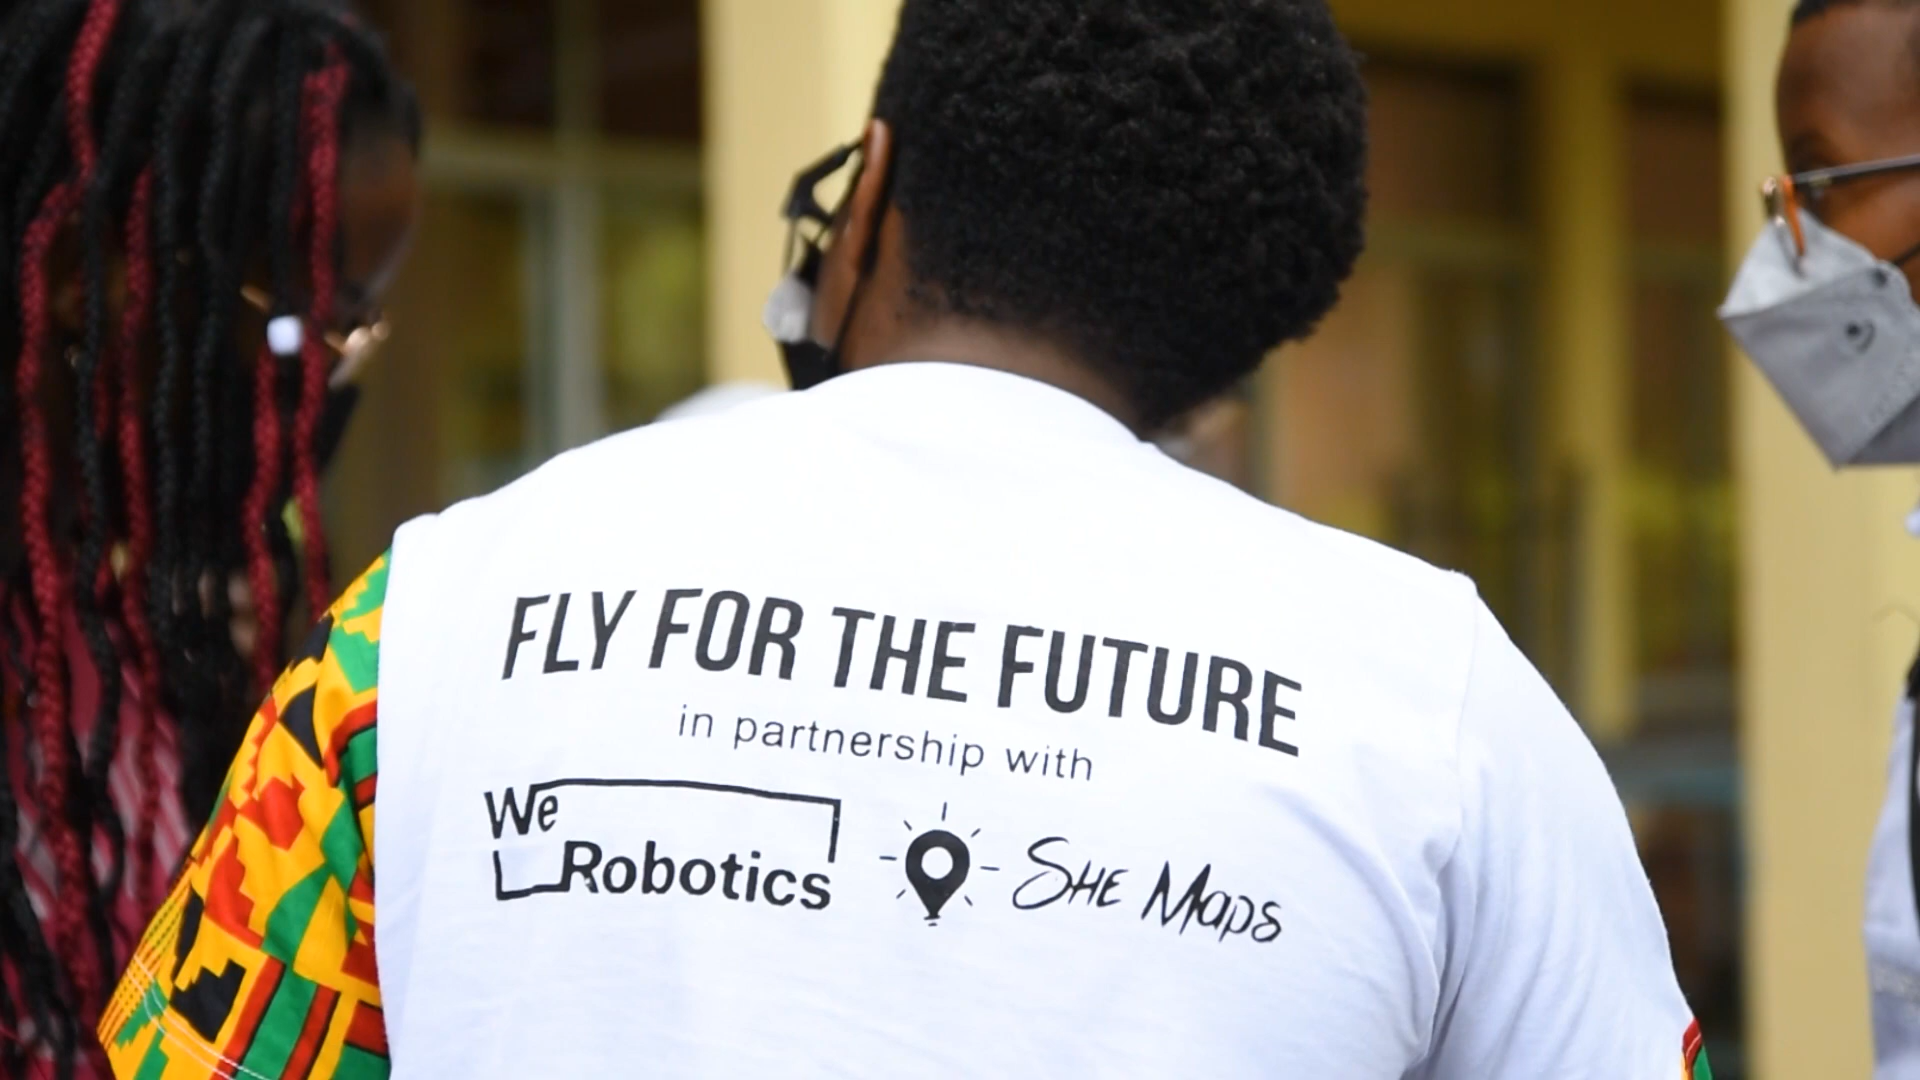 FLY FOR THE FUTURE
in partnership with
We
Robotics
SHE MAPS